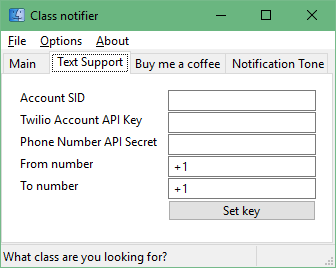 Class notifier
File Options About
Main Text Support Buy me a coffee Notification Tone
Account SID
Twilio Account API Key
Phone Number API Secret
From number +1
To number +1
Set key
What class are you looking for?